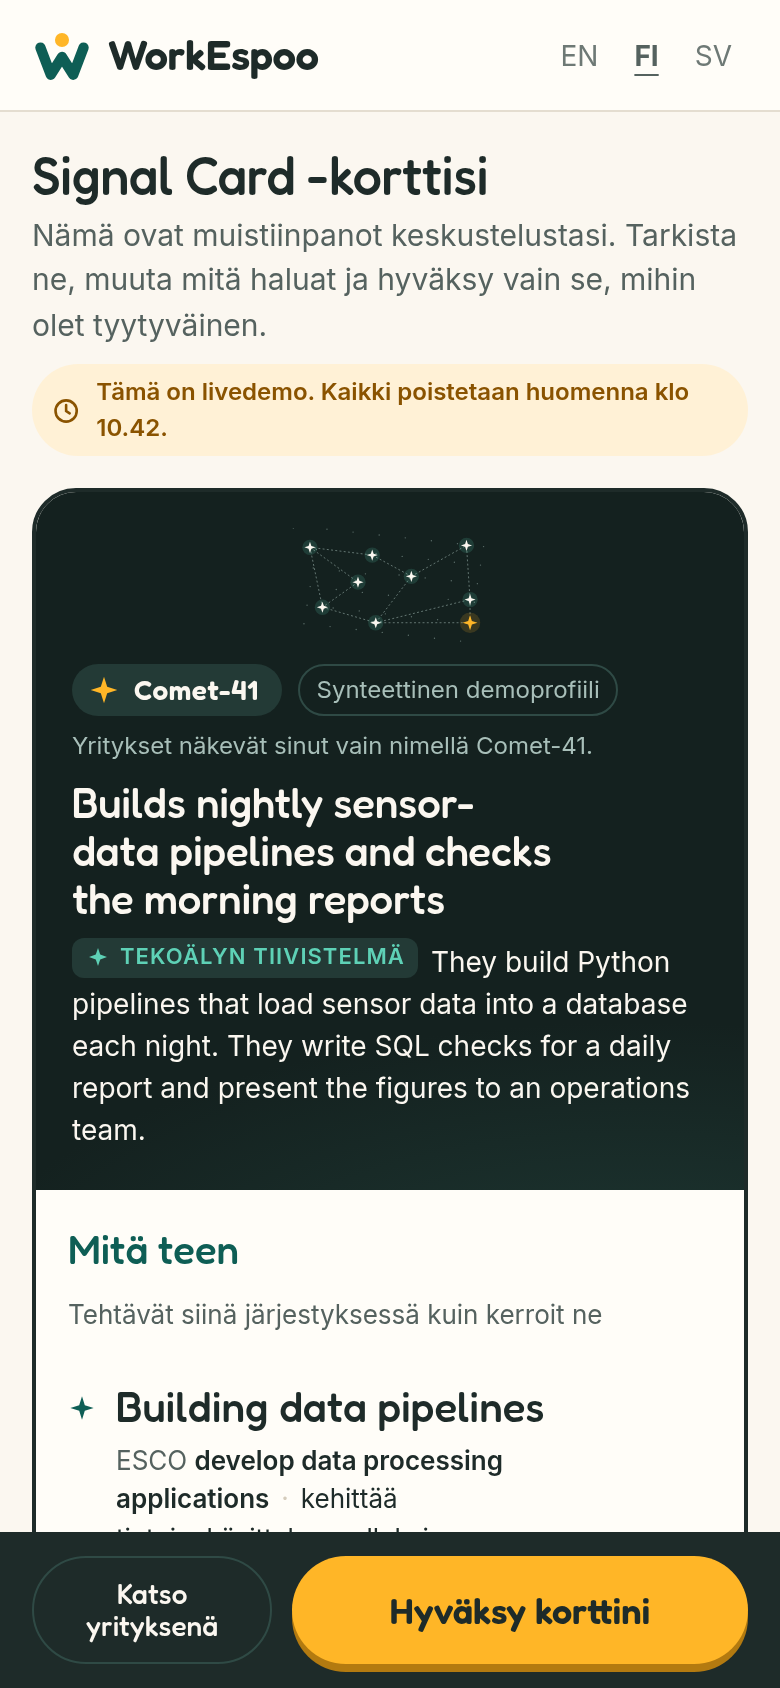 WorkEspoo
EN FI SV
Signal Card -korttisi
Nämä ovat muistiinpanot keskustelustasi. Tarkista
ne, muuta mitä haluat ja hyväksy vain se, mihin
olet tyytyväinen.
Tämä on livedemo. Kaikki poistetaan huomenna klo
10.42.
Comet-41 Synteettinen demoprofiili
Yritykset näkevät sinut vain nimellä Comet-41.
Builds nightly sensor-
data pipelines and checks
the morning reports
TEKOÄLYN TIIVISTELMÄ They build Python
pipelines that load sensor data into a database
each night. They write SQL checks for a daily
report and present the figures to an operations
team.
Mitä teen
Tehtävät siinä järjestyksessä kuin kerroit ne
Building data pipelines
ESCO develop data processing
applications · kehittää
Katso
yrityksenä
Hyväksy korttini